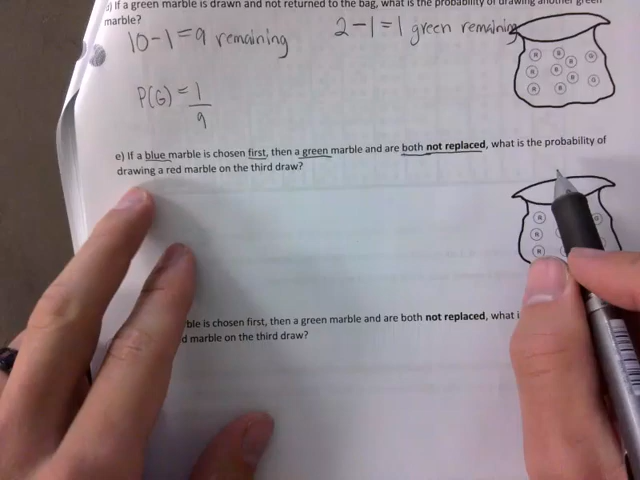 d) If a green marble is drawn and not returned to the bag, what is the probability of drawing another green
marble?
10-1=9 remaining
2-1=1 green remaining
P(G) = 1/9
e) If a blue marble is chosen first, then a green marble and are both not replaced, what is the probability of
drawing a red marble on the third draw?
ble is chosen first, then a green marble and are both not replaced, what i
d marble on the third draw?